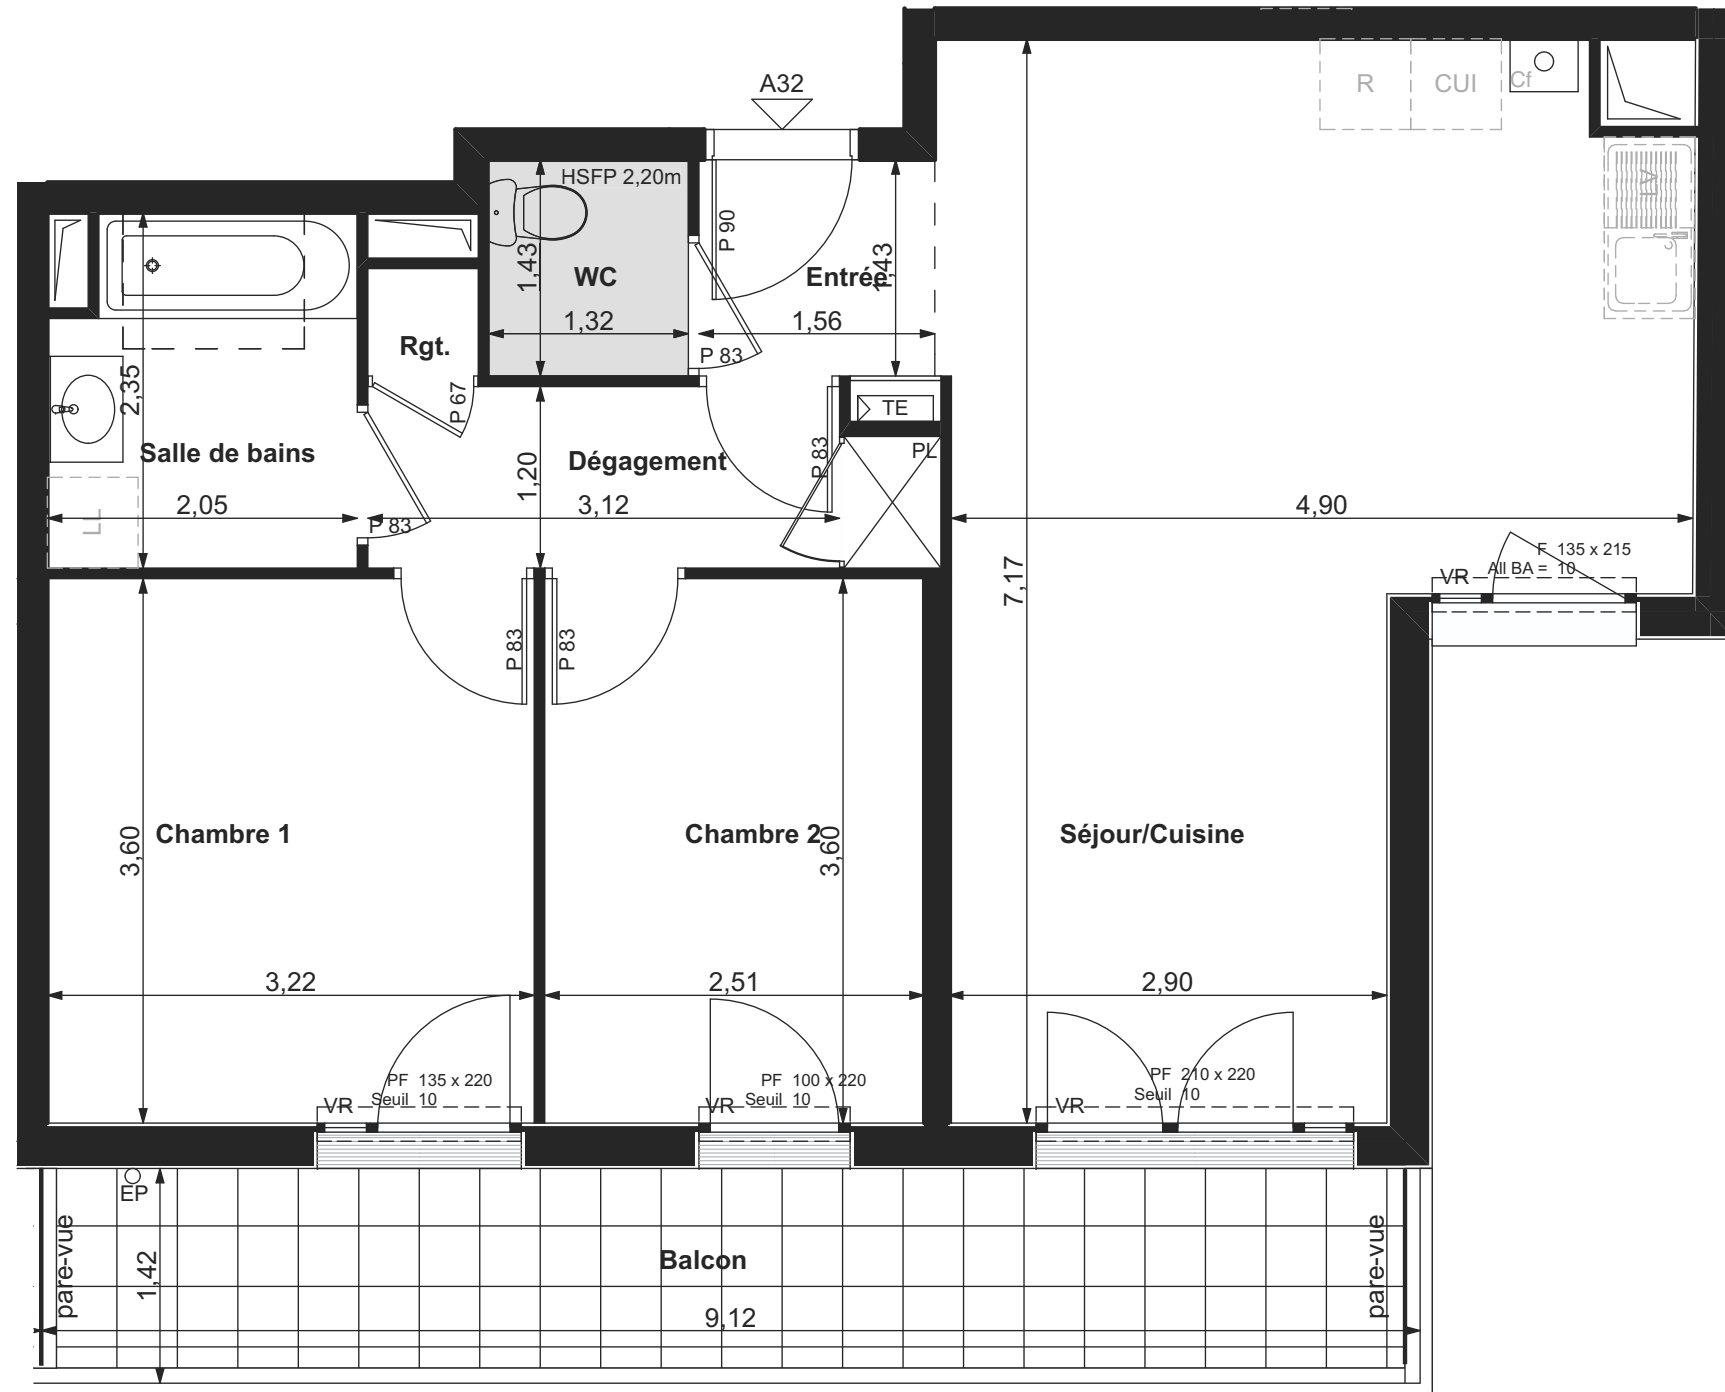 A32
R
CUI
Cf
HSFP 2,20m
P 90
1,43
WC
Entrée
1,43
LV
1,32
1,56
Rgt.
P 83
2,35
P 67
TE
Salle de bains
Dégagement
P 83
PL
1,20
2,05
3,12
4,90
LL
P 83
F 135 x 215
All BA = 10
VR
7,17
P 83
P 83
Chambre 1
Chambre 2
Séjour/Cuisine
3,60
3,60
3,22
2,51
2,90
PF 135 x 220
Seuil 10
VR
PF 100 x 220
Seuil 10
VR
PF 210 x 220
Seuil 10
VR
EP
pare-vue
1,42
Balcon
pare-vue
9,12